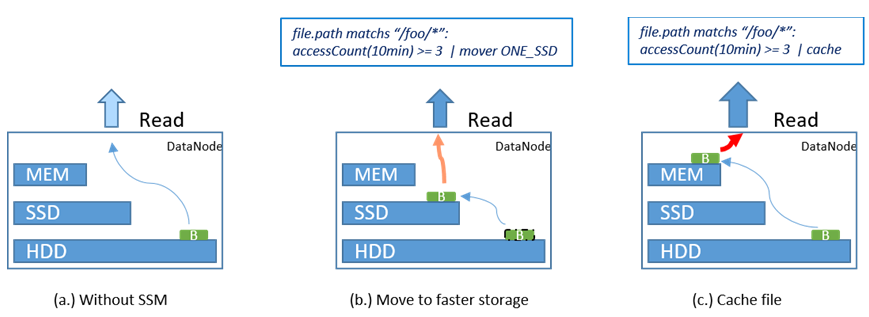 file.path matchs “/foo/*”:
accessCount(10min) >= 3 | mover ONE_SSD
file.path matchs “/foo/*”:
accessCount(10min) >= 3 | cache
Read
DataNode
MEM
SSD
B
HDD
(a.) Without SSM
Read
DataNode
MEM
B
SSD
B
HDD
(b.) Move to faster storage
Read
DataNode
B
MEM
SSD
B
HDD
(c.) Cache file